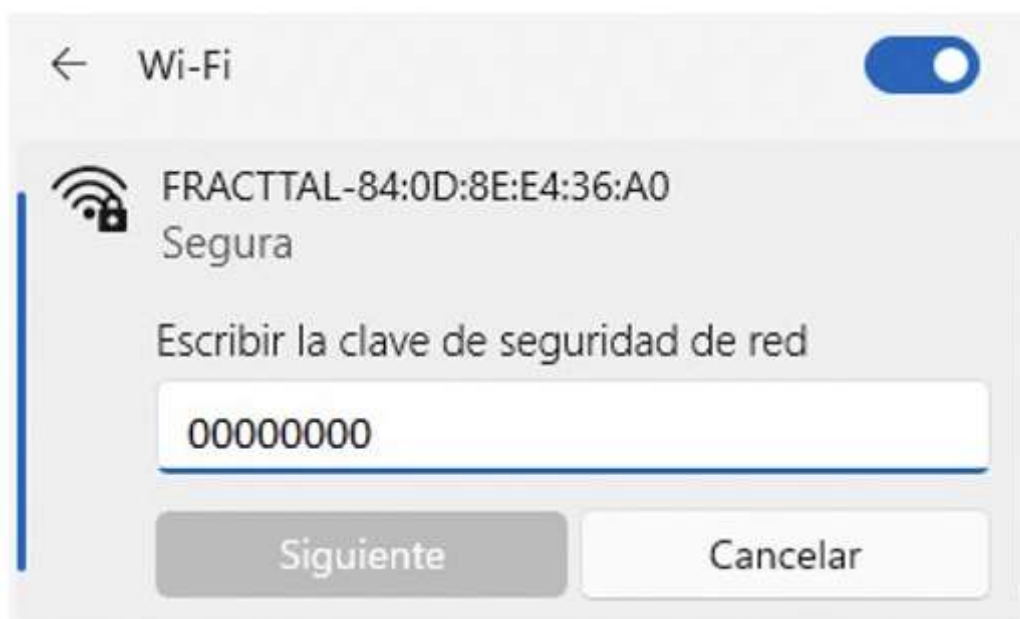 Wi-Fi
FRACTTAL-84:0D:8E:E4:36:A0
Segura
Escribir la clave de seguridad de red
00000000
Siguiente
Cancelar